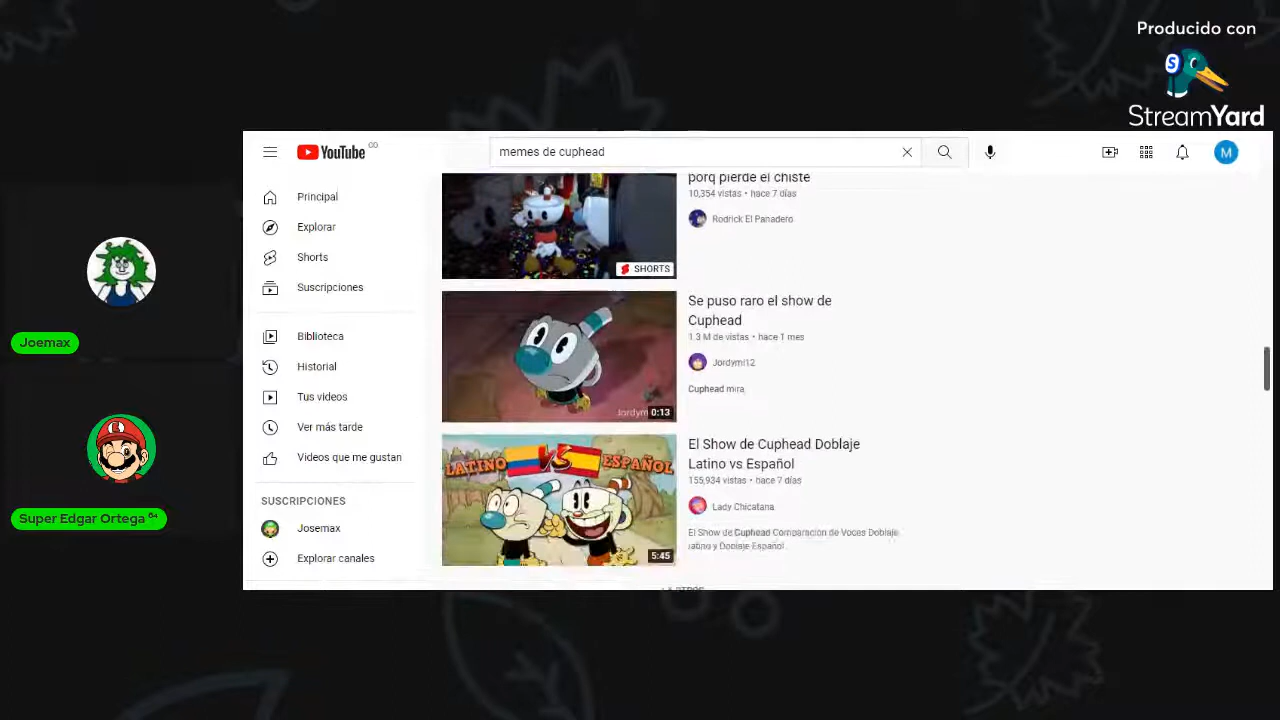 Producido con
StreamYard
YouTube CO
memes de cuphead
M
Principal
Explorar
Shorts
Suscripciones
Biblioteca
Historial
Tus videos
Ver más tarde
Videos que me gustan
SUSCRIPCIONES
Josemax
Explorar canales
porq pierde el chiste
10,354 vistas • hace 7 días
Rodrick El Panadero
SHORTS
Se puso raro el show de
Cuphead
1.3 M de vistas • hace 1 mes
Jordymi12
Cuphead mira
Jordym
0:13
El Show de Cuphead Doblaje
Latino vs Español
155,934 vistas • hace 7 días
Lady Chicatana
El Show de Cuphead Comparación de Voces Doblaje
Latino y Doblaje Español
LATINO VS ESPAÑOL
5:45
Joemax
Super Edgar Ortega ⁶⁴